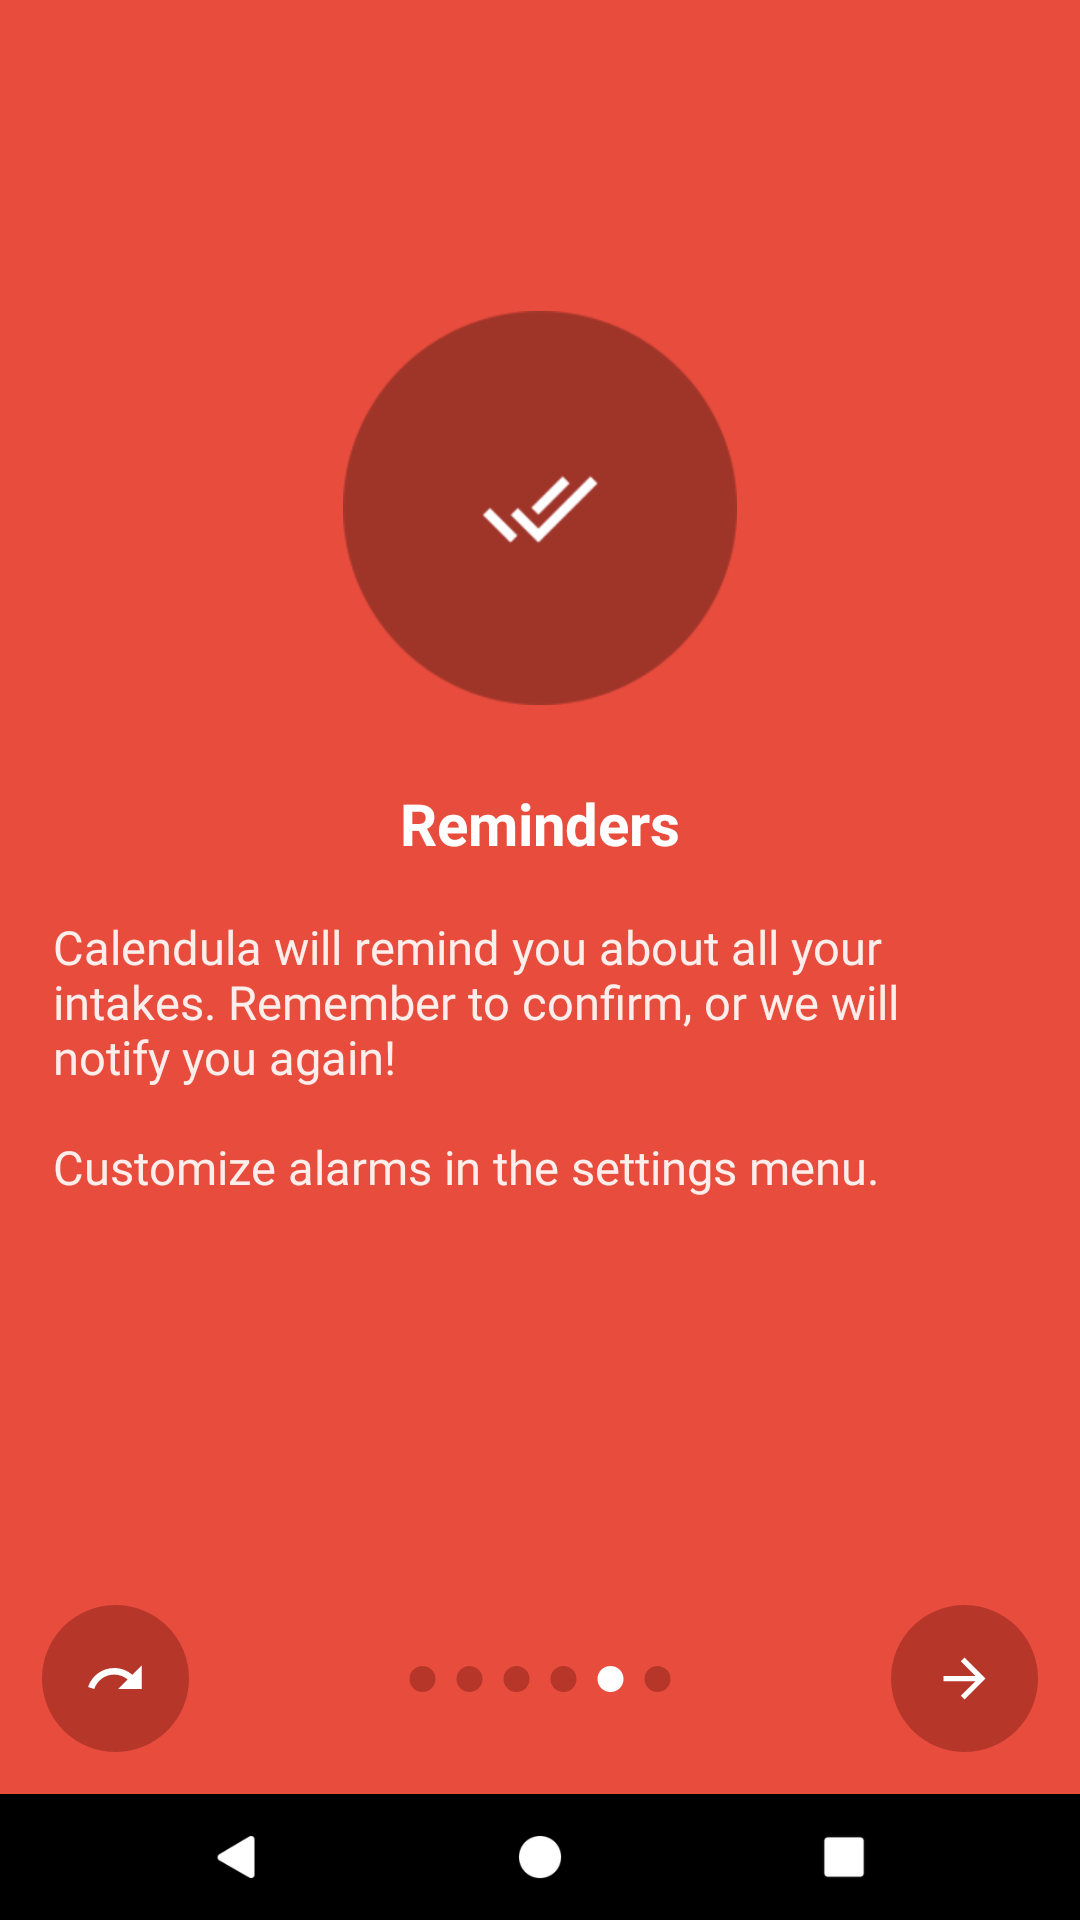 Reminders
Calendula will remind you about all your
intakes. Remember to confirm, or we will
notify you again!
Customize alarms in the settings menu.